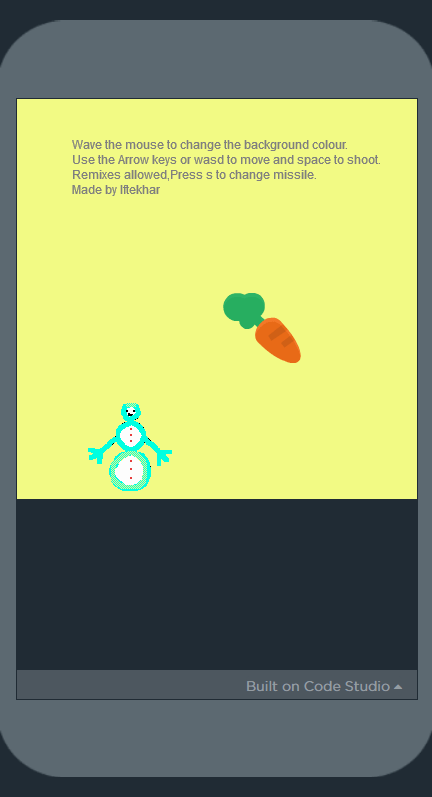 Wave the mouse to change the background colour.
Use the Arrow keys or wasd to move and space to shoot.
Remixes allowed,Press s to change missile.
Made by Iftekhar
Built on Code Studio